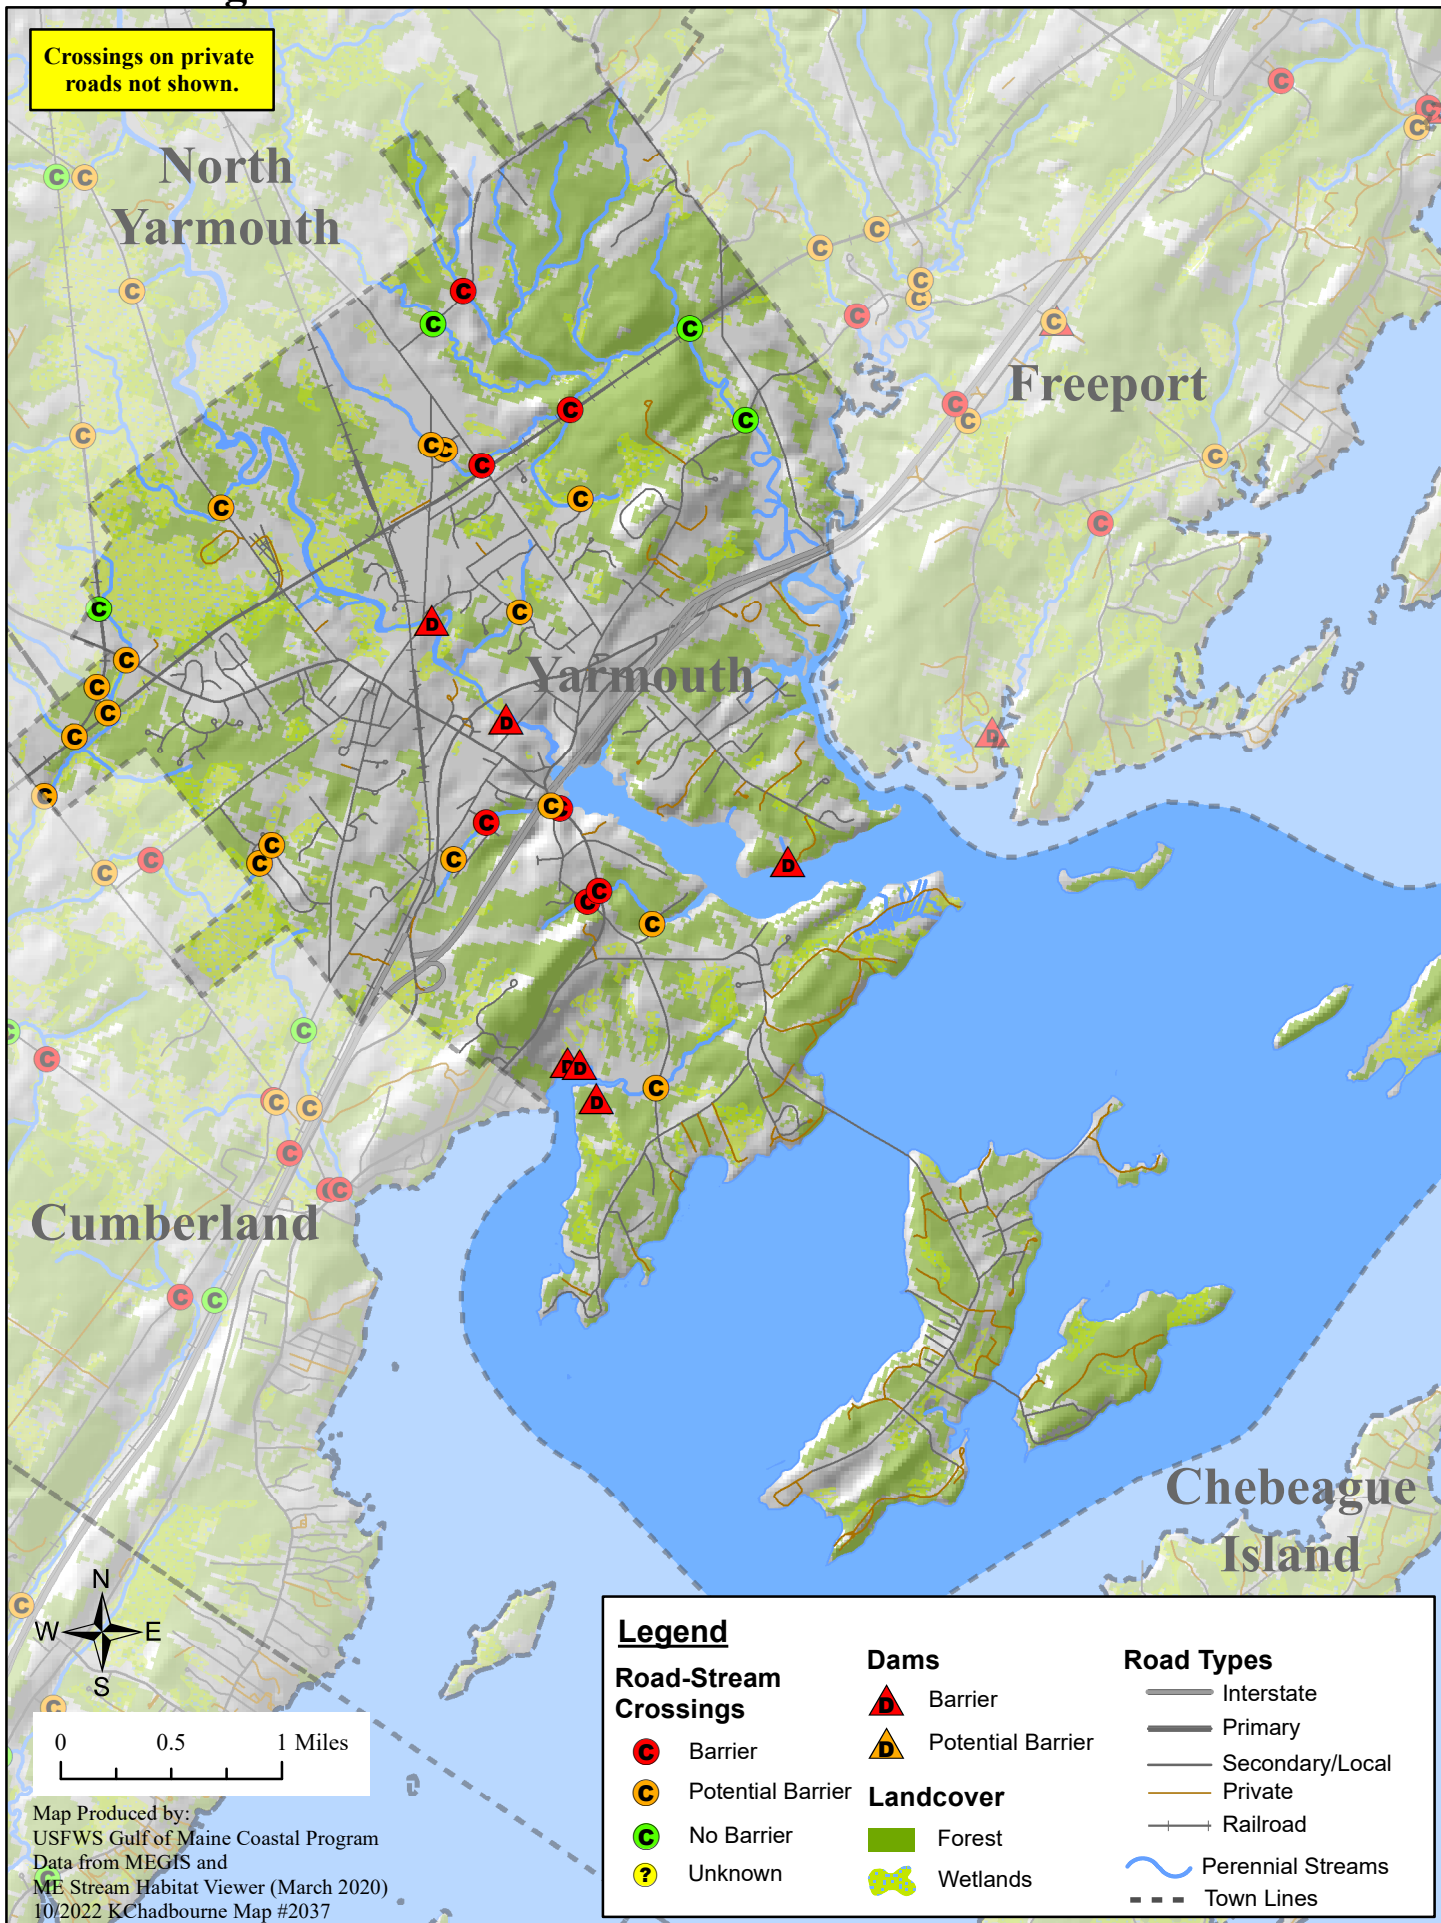 Crossings on private
roads not shown.
North
Yarmouth
Freeport
Yarmouth
Cumberland
Chebeague
Island
N
W E
S
0 0.5 1 Miles
Map Produced by:
USFWS Gulf of Maine Coastal Program
Data from MEGIS and
ME Stream Habitat Viewer (March 2020)
10/2022 KChadbourne Map #2037
Legend
Road-Stream
Crossings
C Barrier
C Potential Barrier
C No Barrier
? Unknown
Dams
D Barrier
D Potential Barrier
Landcover
Forest
Wetlands
Road Types
Interstate
Primary
Secondary/Local
Private
Railroad
Perennial Streams
Town Lines